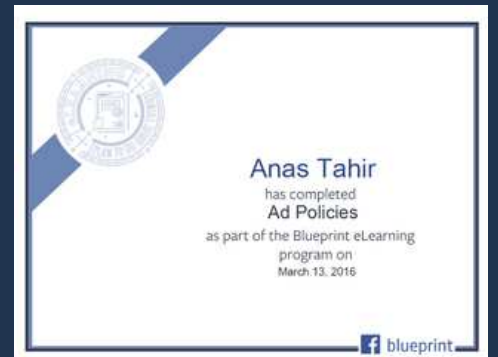 Anas Tahir
has completed
Ad Policies
as part of the Blueprint eLearning
program on
March 13, 2016
f blueprint